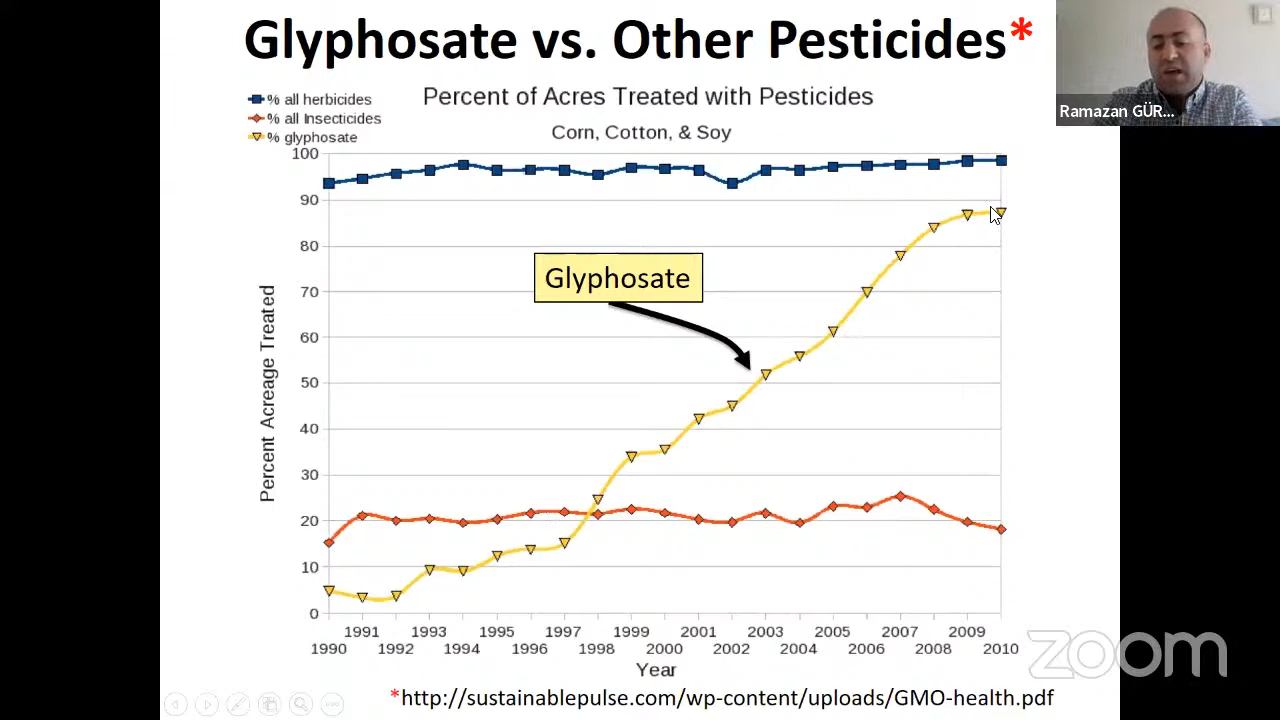 Glyphosate vs. Other Pesticides*
Ramazan GÜR...
Percent of Acres Treated with Pesticides
Corn, Cotton, & Soy
% all herbicides
% all Insecticides
% glyphosate
100
90
80
70
60
50
40
30
20
10
0
Percent Acreage Treated
Glyphosate
1991 1993 1995 1997 1999 2001 2003 2005 2007 2009
1990 1992 1994 1996 1998 2000 2002 2004 2006 2008 2010
Year
zoom
*http://sustainablepulse.com/wp-content/uploads/GMO-health.pdf